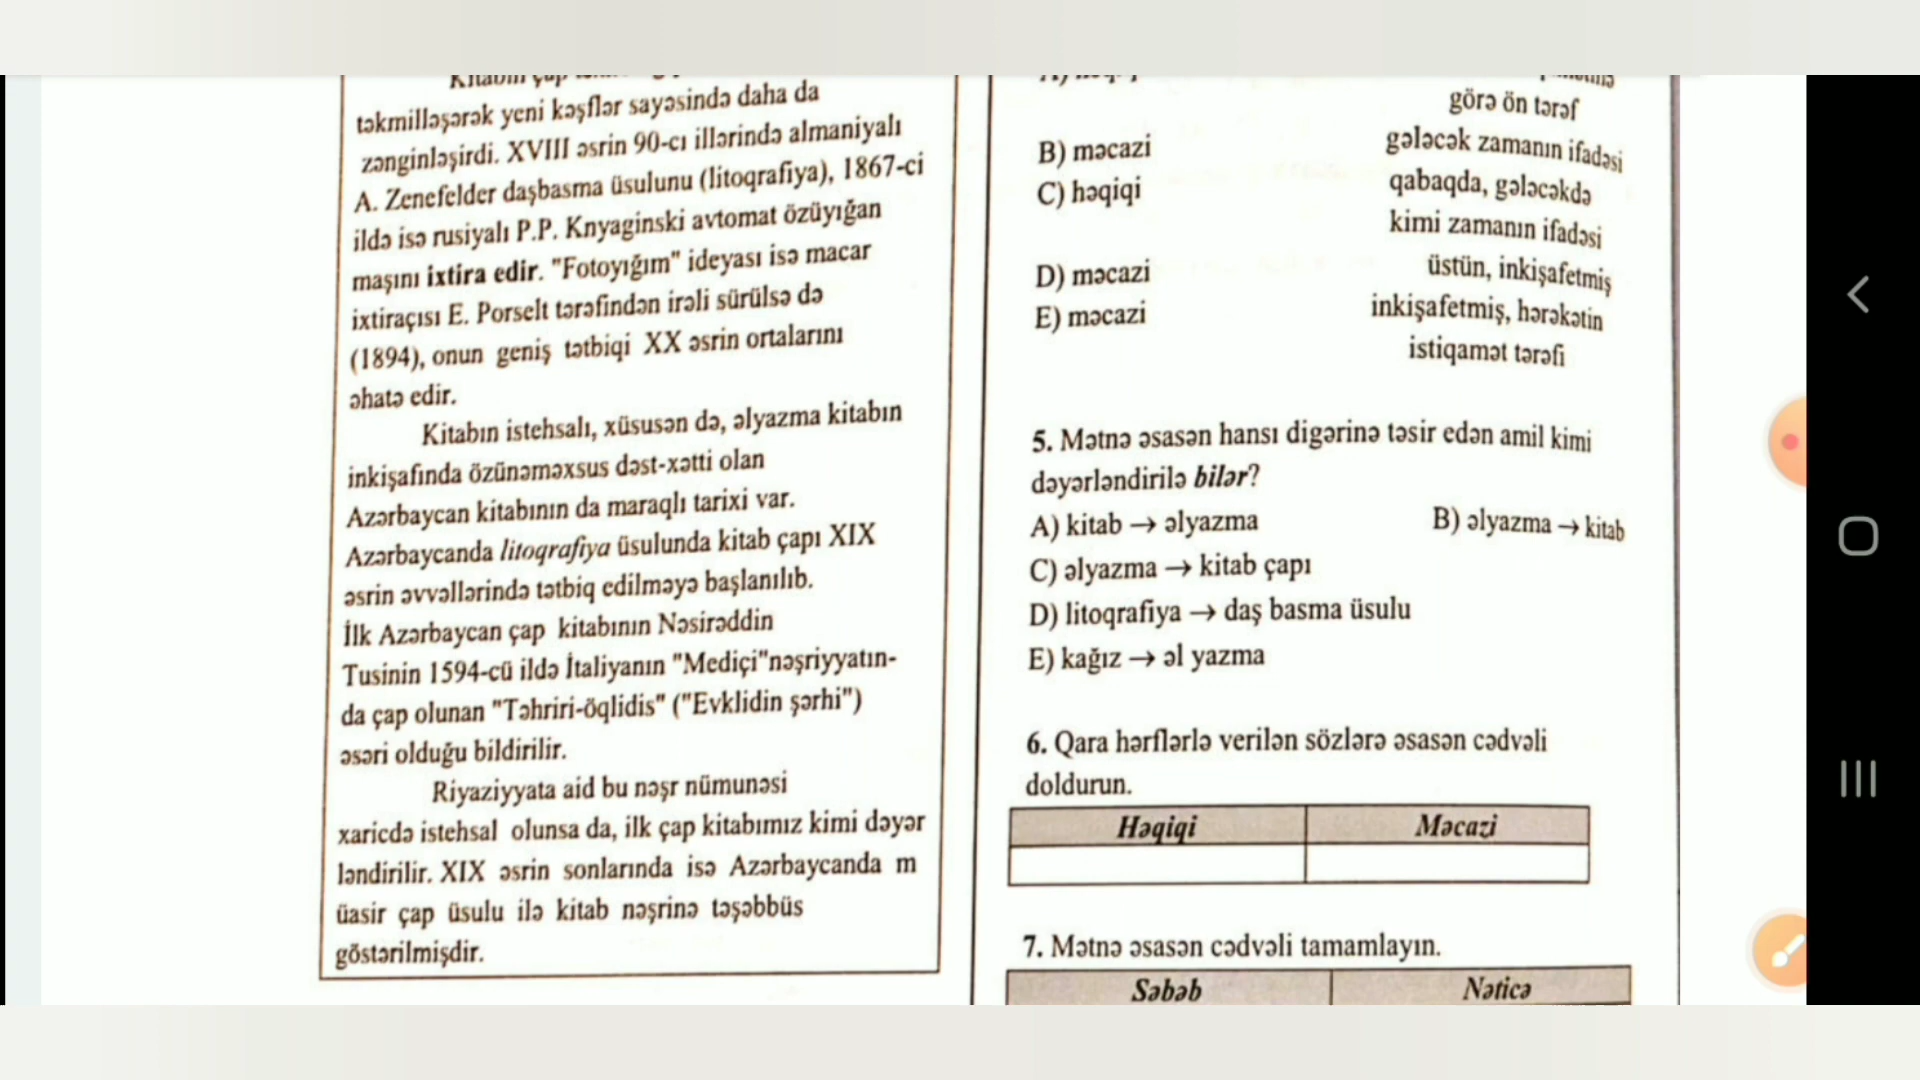 Kitabın çap
təkmilləşərək yeni kəşflər sayəsində daha da
zənginləşirdi. XVIII əsrin 90-cı illərində almaniyalı
A. Zenefelder daşbasma üsulunu (litoqrafiya), 1867-ci
ildə isə rusiyalı P.P. Knyaginski avtomat özüyığan
maşını ixtira edir. "Fotoyığım" ideyası isə macar
ixtiraçısı E. Porselt tərəfindən irəli sürülsə də
(1894), onun geniş tətbiqi XX əsrin ortalarını
əhatə edir.
Kitabın istehsalı, xüsusən də, əlyazma kitabın
inkişafında özünəməxsus dəst-xətti olan
Azərbaycan kitabının da maraqlı tarixi var.
Azərbaycanda litoqrafiya üsulunda kitab çapı XIX
əsrin əvvəllərində tətbiq edilməyə başlanılıb.
İlk Azərbaycan çap kitabının Nəsirəddin
Tusinin 1594-cü ildə İtaliyanın "Mediçi"nəşriyyatın-
da çap olunan "Təhriri-öqlidis" ("Evklidin şərhi")
əsəri olduğu bildirilir.
Riyaziyyata aid bu nəşr nümunəsi
xaricdə istehsal olunsa da, ilk çap kitabımız kimi dəyər
ləndirilir. XIX əsrin sonlarında isə Azərbaycanda m
üasir çap üsulu ilə kitab nəşrinə təşəbbüs
göstərilmişdir.
görə ön tərəf
B) məcazi gələcək zamanın ifadəsi
C) həqiqi qabaqda, gələcəkdə
kimi zamanın ifadəsi
D) məcazi üstün, inkişafetmiş
E) məcazi inkişafetmiş, hərəkətin
istiqamət tərəfi
5. Mətnə əsasən hansı digərinə təsir edən amil kimi
dəyərləndirilə bilər?
A) kitab → əlyazma B) əlyazma → kitab
C) əlyazma → kitab çapı
D) litoqrafiya → daş basma üsulu
E) kağız → əl yazma
6. Qara hərflərlə verilən sözlərə əsasən cədvəli
doldurun.
Həqiqi Məcazi
7. Mətnə əsasən cədvəli tamamlayın.
Səbəb Nəticə